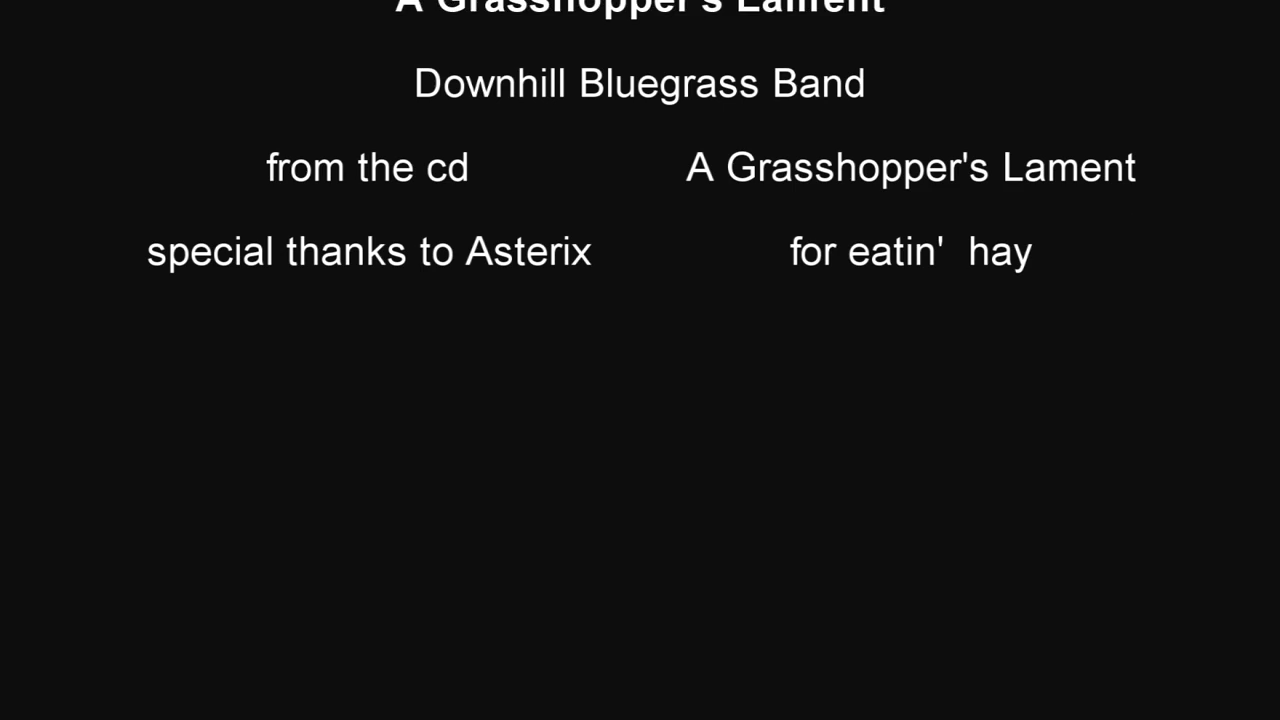 A Grasshopper's Lament
Downhill Bluegrass Band
from the cd A Grasshopper's Lament
special thanks to Asterix for eatin'  hay